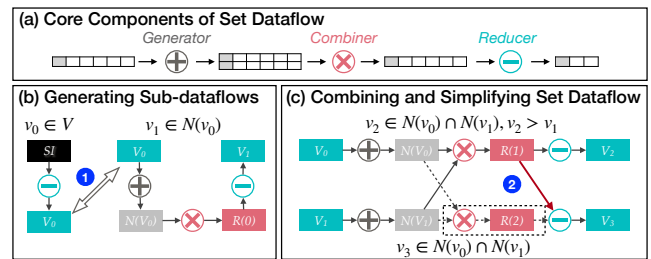 (a) Core Components of Set Dataflow
Generator Combiner Reducer
(b) Generating Sub-dataflows
v₀ ∈ V v₁ ∈ N(v₀)
SI V₀ V₁
1
V₀ N(V₀) R(0)
(c) Combining and Simplifying Set Dataflow
v₂ ∈ N(v₀) ∩ N(v₁), v₂ > v₁
V₀ N(V₀) R(1) V₂
2
V₁ N(V₁) R(2) V₃
v₃ ∈ N(v₀) ∩ N(v₁)